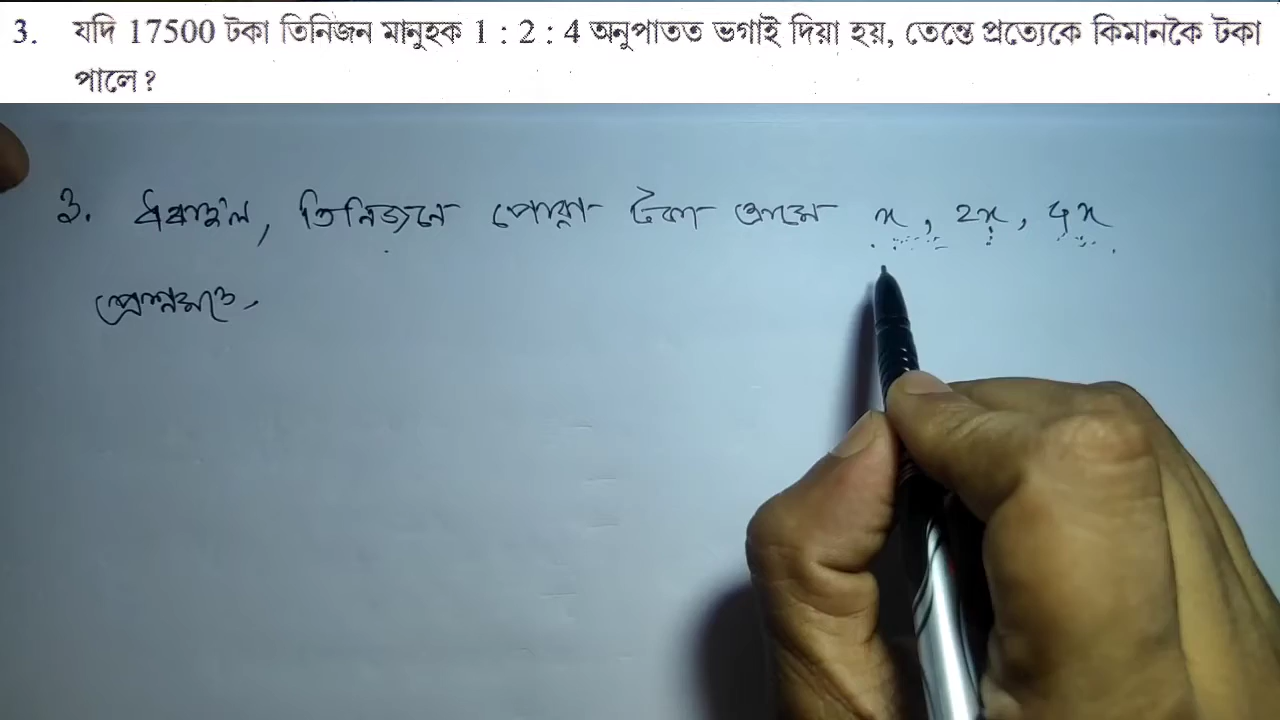 3. যদি 17500 টকা তিনিজন মানুহক 1 : 2 : 4 অনুপাতত ভগাই দিয়া হয়, তেন্তে প্ৰত্যেকে কিমানকৈ টকা
পালে ?
3. ধৰাহ'ল, তিনিজনে পোৱা টকা ক্ৰমে x, 2x, 4x
প্ৰশ্নমতে,